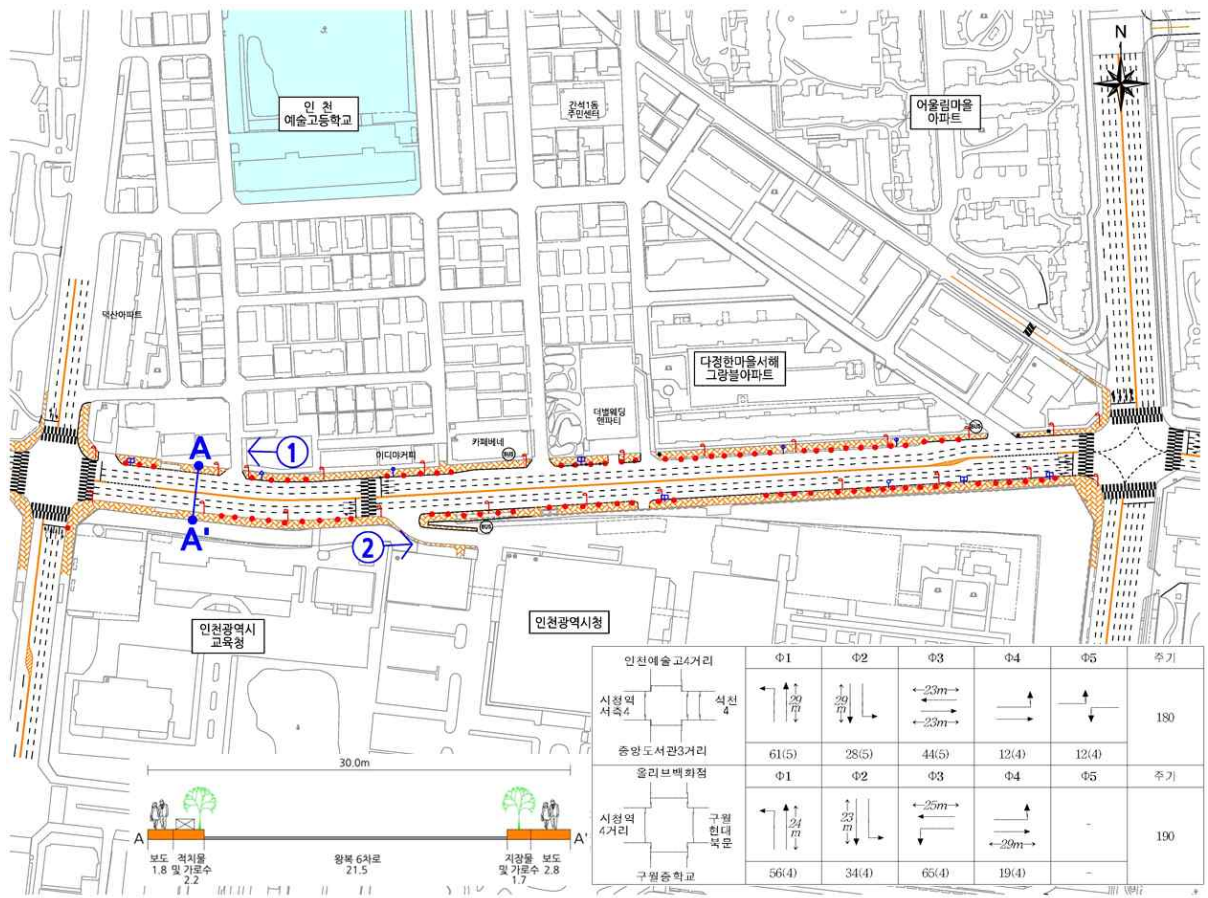 N
인 천
예술고등학교
간석1동
주민센터
어울림마을
아파트
덕산아파트
다정한마을서해
그랑블아파트
더별웨딩
앤파티
카페베네
이디야커피
BUS
BUS
BUS
A
①
A'
②
인천광역시
교육청
인천광역시청
인천예술고4거리 Φ1 Φ2 Φ3 Φ4 Φ5 주기
시청역
서측4
석천
4
29m
29m
23m
23m
180
중앙도서관3거리 61(5) 28(5) 44(5) 12(4) 12(4)
올리브백화점 Φ1 Φ2 Φ3 Φ4 Φ5 주기
시청역
4거리
구월
현대
북문
24m
23m
25m
29m
-
190
구월중학교 56(4) 34(4) 65(4) 19(4) -
30.0m
A
A'
보도
1.8
적치물
및 가로수
2.2
왕복 6차로
21.5
지장물
및 가로수
1.7
보도
2.8